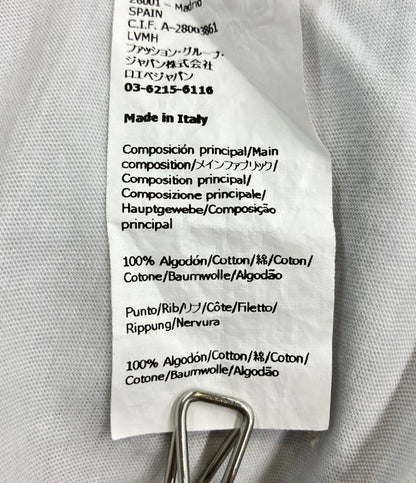 28001 - Madrid
SPAIN
C.I.F. A-28003861
LVMH
ファッション・グループ・
ジャパン株式会社
ロエベジャパン
03-6215-6116
Made in Italy
Composición principal/Main
composition/メインファブリック/
Composition principal/
Composizione principale/
Hauptgewebe/Composição
principal
100% Algodón/Cotton/綿/Coton/
Cotone/Baumwolle/Algodão
Punto/Rib/リブ/Côte/Filetto/
Rippung/Nervura
100% Algodón/Cotton/綿/Coton/
Cotone/Baumwolle/Algodão